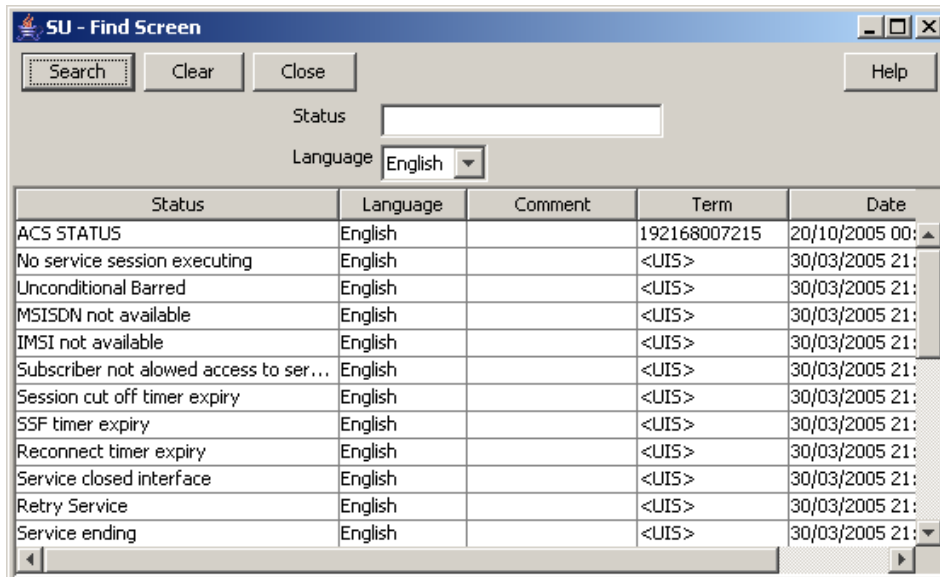 SU - Find Screen
Search Clear Close Help
Status
Language English
Status Language Comment Term Date
ACS STATUS English 192168007215 20/10/2005 00:
No service session executing English <UIS> 30/03/2005 21:
Unconditional Barred English <UIS> 30/03/2005 21:
MSISDN not available English <UIS> 30/03/2005 21:
IMSI not available English <UIS> 30/03/2005 21:
Subscriber not alowed access to ser... English <UIS> 30/03/2005 21:
Session cut off timer expiry English <UIS> 30/03/2005 21:
SSF timer expiry English <UIS> 30/03/2005 21:
Reconnect timer expiry English <UIS> 30/03/2005 21:
Service closed interface English <UIS> 30/03/2005 21:
Retry Service English <UIS> 30/03/2005 21:
Service ending English <UIS> 30/03/2005 21: